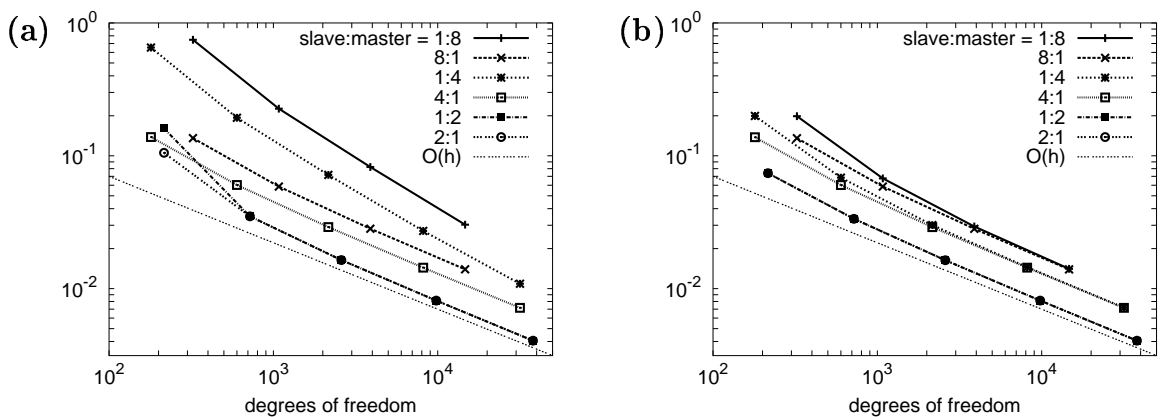 (a)
10^0
10^-1
10^-2
10^2
10^3
10^4
degrees of freedom
slave:master = 1:8
8:1
1:4
4:1
1:2
2:1
O(h)
(b)
10^0
10^-1
10^-2
10^2
10^3
10^4
degrees of freedom
slave:master = 1:8
8:1
1:4
4:1
1:2
2:1
O(h)